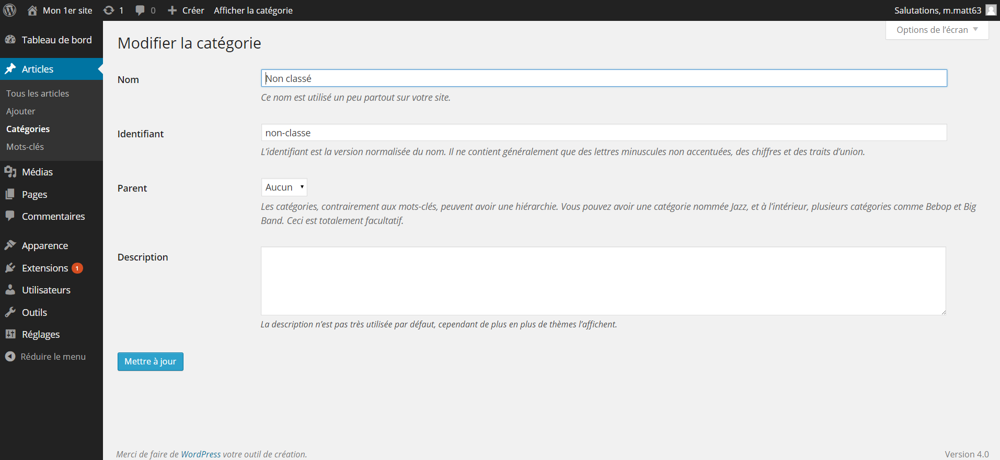 Mon 1er site 1 0 Créer Afficher la catégorie Salutations, m.matt63
Options de l’écran
Tableau de bord
Articles
Tous les articles
Ajouter
Catégories
Mots-clés
Médias
Pages
Commentaires
Apparence
Extensions 1
Utilisateurs
Outils
Réglages
Réduire le menu
Modifier la catégorie
Nom
Non classé
Ce nom est utilisé un peu partout sur votre site.
Identifiant
non-classe
L’identifiant est la version normalisée du nom. Il ne contient généralement que des lettres minuscules non accentuées, des chiffres et des traits d’union.
Parent
Aucun
Les catégories, contrairement aux mots-clés, peuvent avoir une hiérarchie. Vous pouvez avoir une catégorie nommée Jazz, et à l’intérieur, plusieurs catégories comme Bebop et Big
Band. Ceci est totalement facultatif.
Description
La description n’est pas très utilisée par défaut, cependant de plus en plus de thèmes l’affichent.
Mettre à jour
Merci de faire de WordPress votre outil de création.
Version 4.0